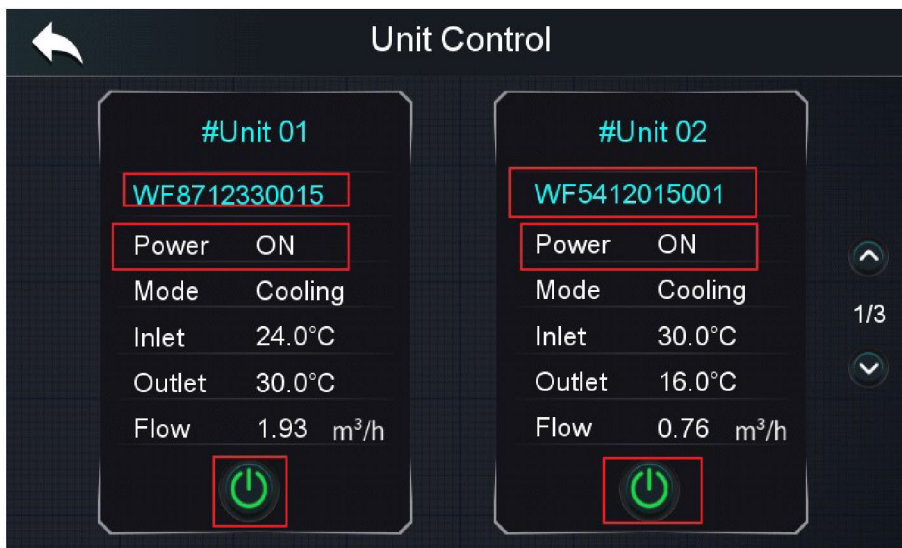 Unit Control
#Unit 01
WF8712330015
Power ON
Mode Cooling
Inlet 24.0°C
Outlet 30.0°C
Flow 1.93 m³/h
#Unit 02
WF5412015001
Power ON
Mode Cooling
Inlet 30.0°C
Outlet 16.0°C
Flow 0.76 m³/h
1/3